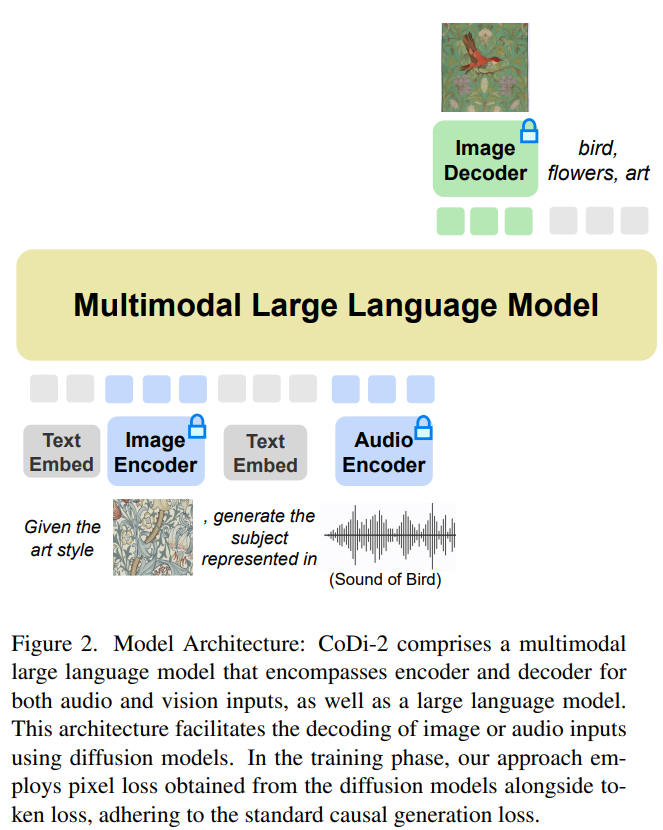 Image
Decoder
bird,
flowers, art
Multimodal Large Language Model
Text
Embed
Image
Encoder
Text
Embed
Audio
Encoder
Given the
art style
, generate the
subject
represented in
(Sound of Bird)
Figure 2. Model Architecture: CoDi-2 comprises a multimodal
large language model that encompasses encoder and decoder for
both audio and vision inputs, as well as a large language model.
This architecture facilitates the decoding of image or audio inputs
using diffusion models. In the training phase, our approach em-
ploys pixel loss obtained from the diffusion models alongside to-
ken loss, adhering to the standard causal generation loss.